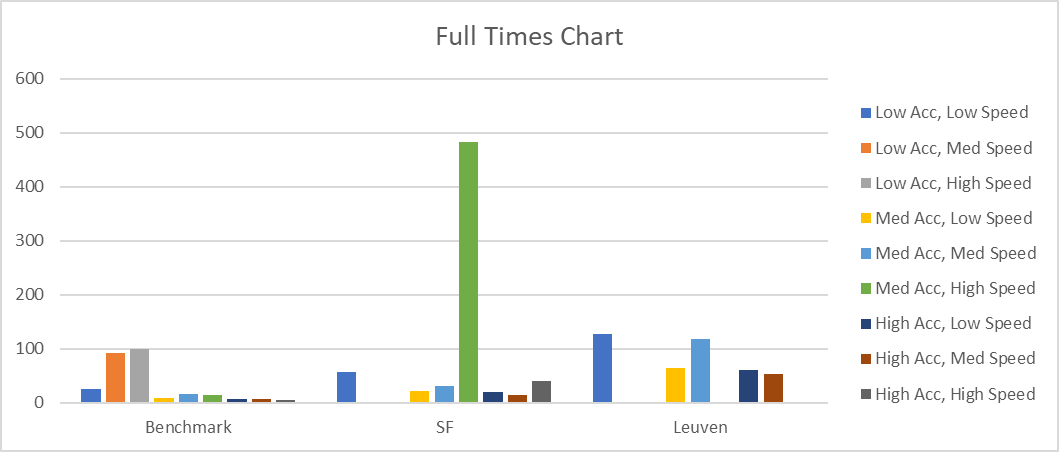 Full Times Chart
600
500
400
300
200
100
0
Benchmark
SF
Leuven
Low Acc, Low Speed
Low Acc, Med Speed
Low Acc, High Speed
Med Acc, Low Speed
Med Acc, Med Speed
Med Acc, High Speed
High Acc, Low Speed
High Acc, Med Speed
High Acc, High Speed